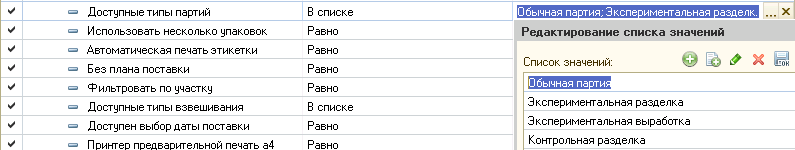 Доступные типы партий В списке Обычная партия; Экспериментальная разделк. ...
Использовать несколько упаковок Равно
Автоматическая печать этикетки Равно
Без плана поставки Равно
Фильтровать по участку Равно
Доступные типы взвешивания В списке
Доступен выбор даты поставки Равно
Принтер предварительной печать а4 Равно
Редактирование списка значений
Список значений:
Обычная партия
Экспериментальная разделка
Экспериментальная выработка
Контрольная разделка